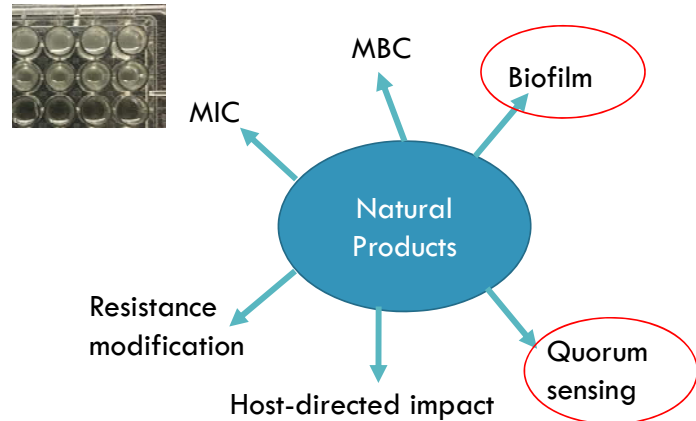 MBC
Biofilm
MIC
Natural
Products
Resistance
modification
Quorum
sensing
Host-directed impact